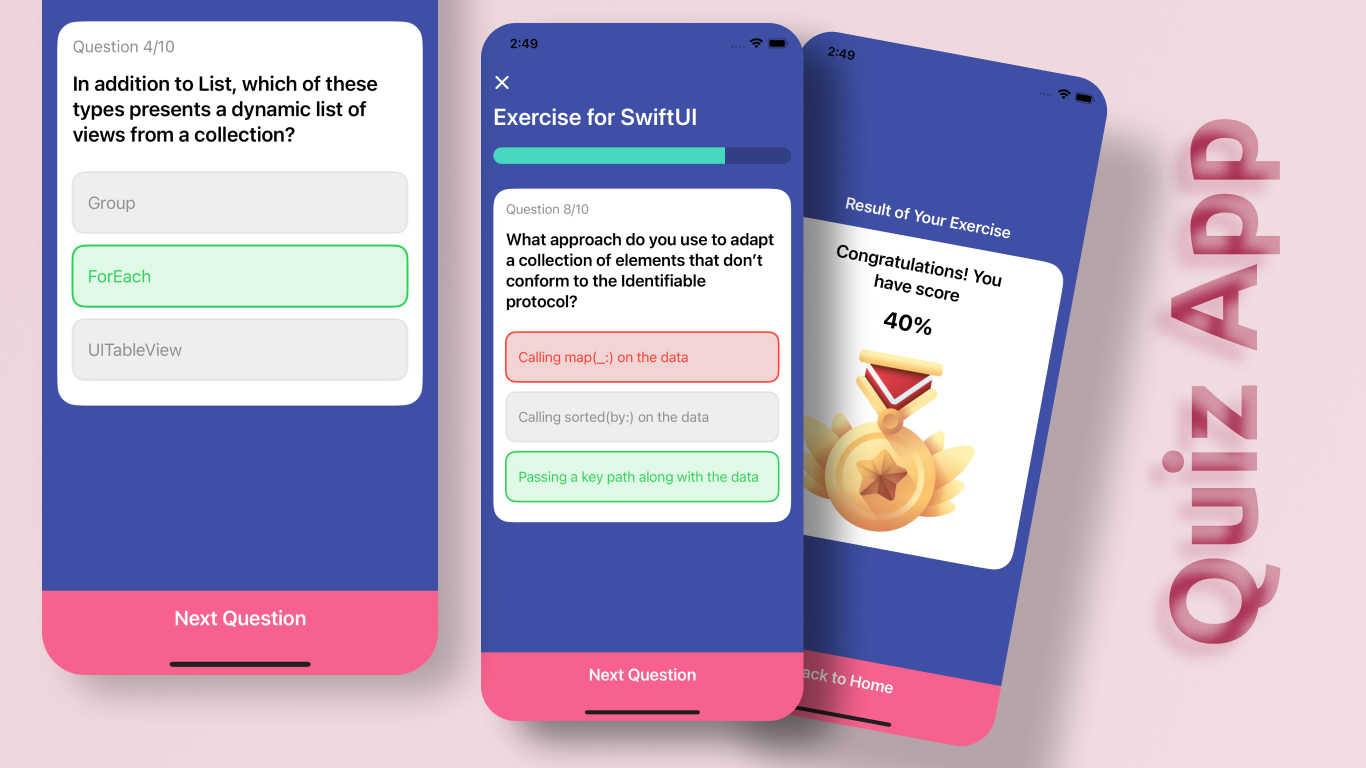 Question 4/10
In addition to List, which of these
types presents a dynamic list of
views from a collection?
Group
ForEach
UITableView
Next Question
2:49
Exercise for SwiftUI
Question 8/10
What approach do you use to adapt
a collection of elements that don’t
conform to the Identifiable
protocol?
Calling map(_:) on the data
Calling sorted(by:) on the data
Passing a key path along with the data
Next Question
2:49
Result of Your Exercise
Congratulations! You
have score
40%
ack to Home
Quiz App